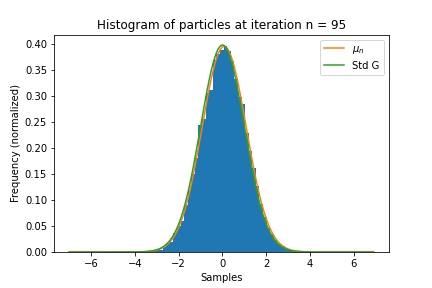 Histogram of particles at iteration n = 95
Frequency (normalized)
0.40
0.35
0.30
0.25
0.20
0.15
0.10
0.05
0.00
μn
Std G
−6 −4 −2 0 2 4 6
Samples